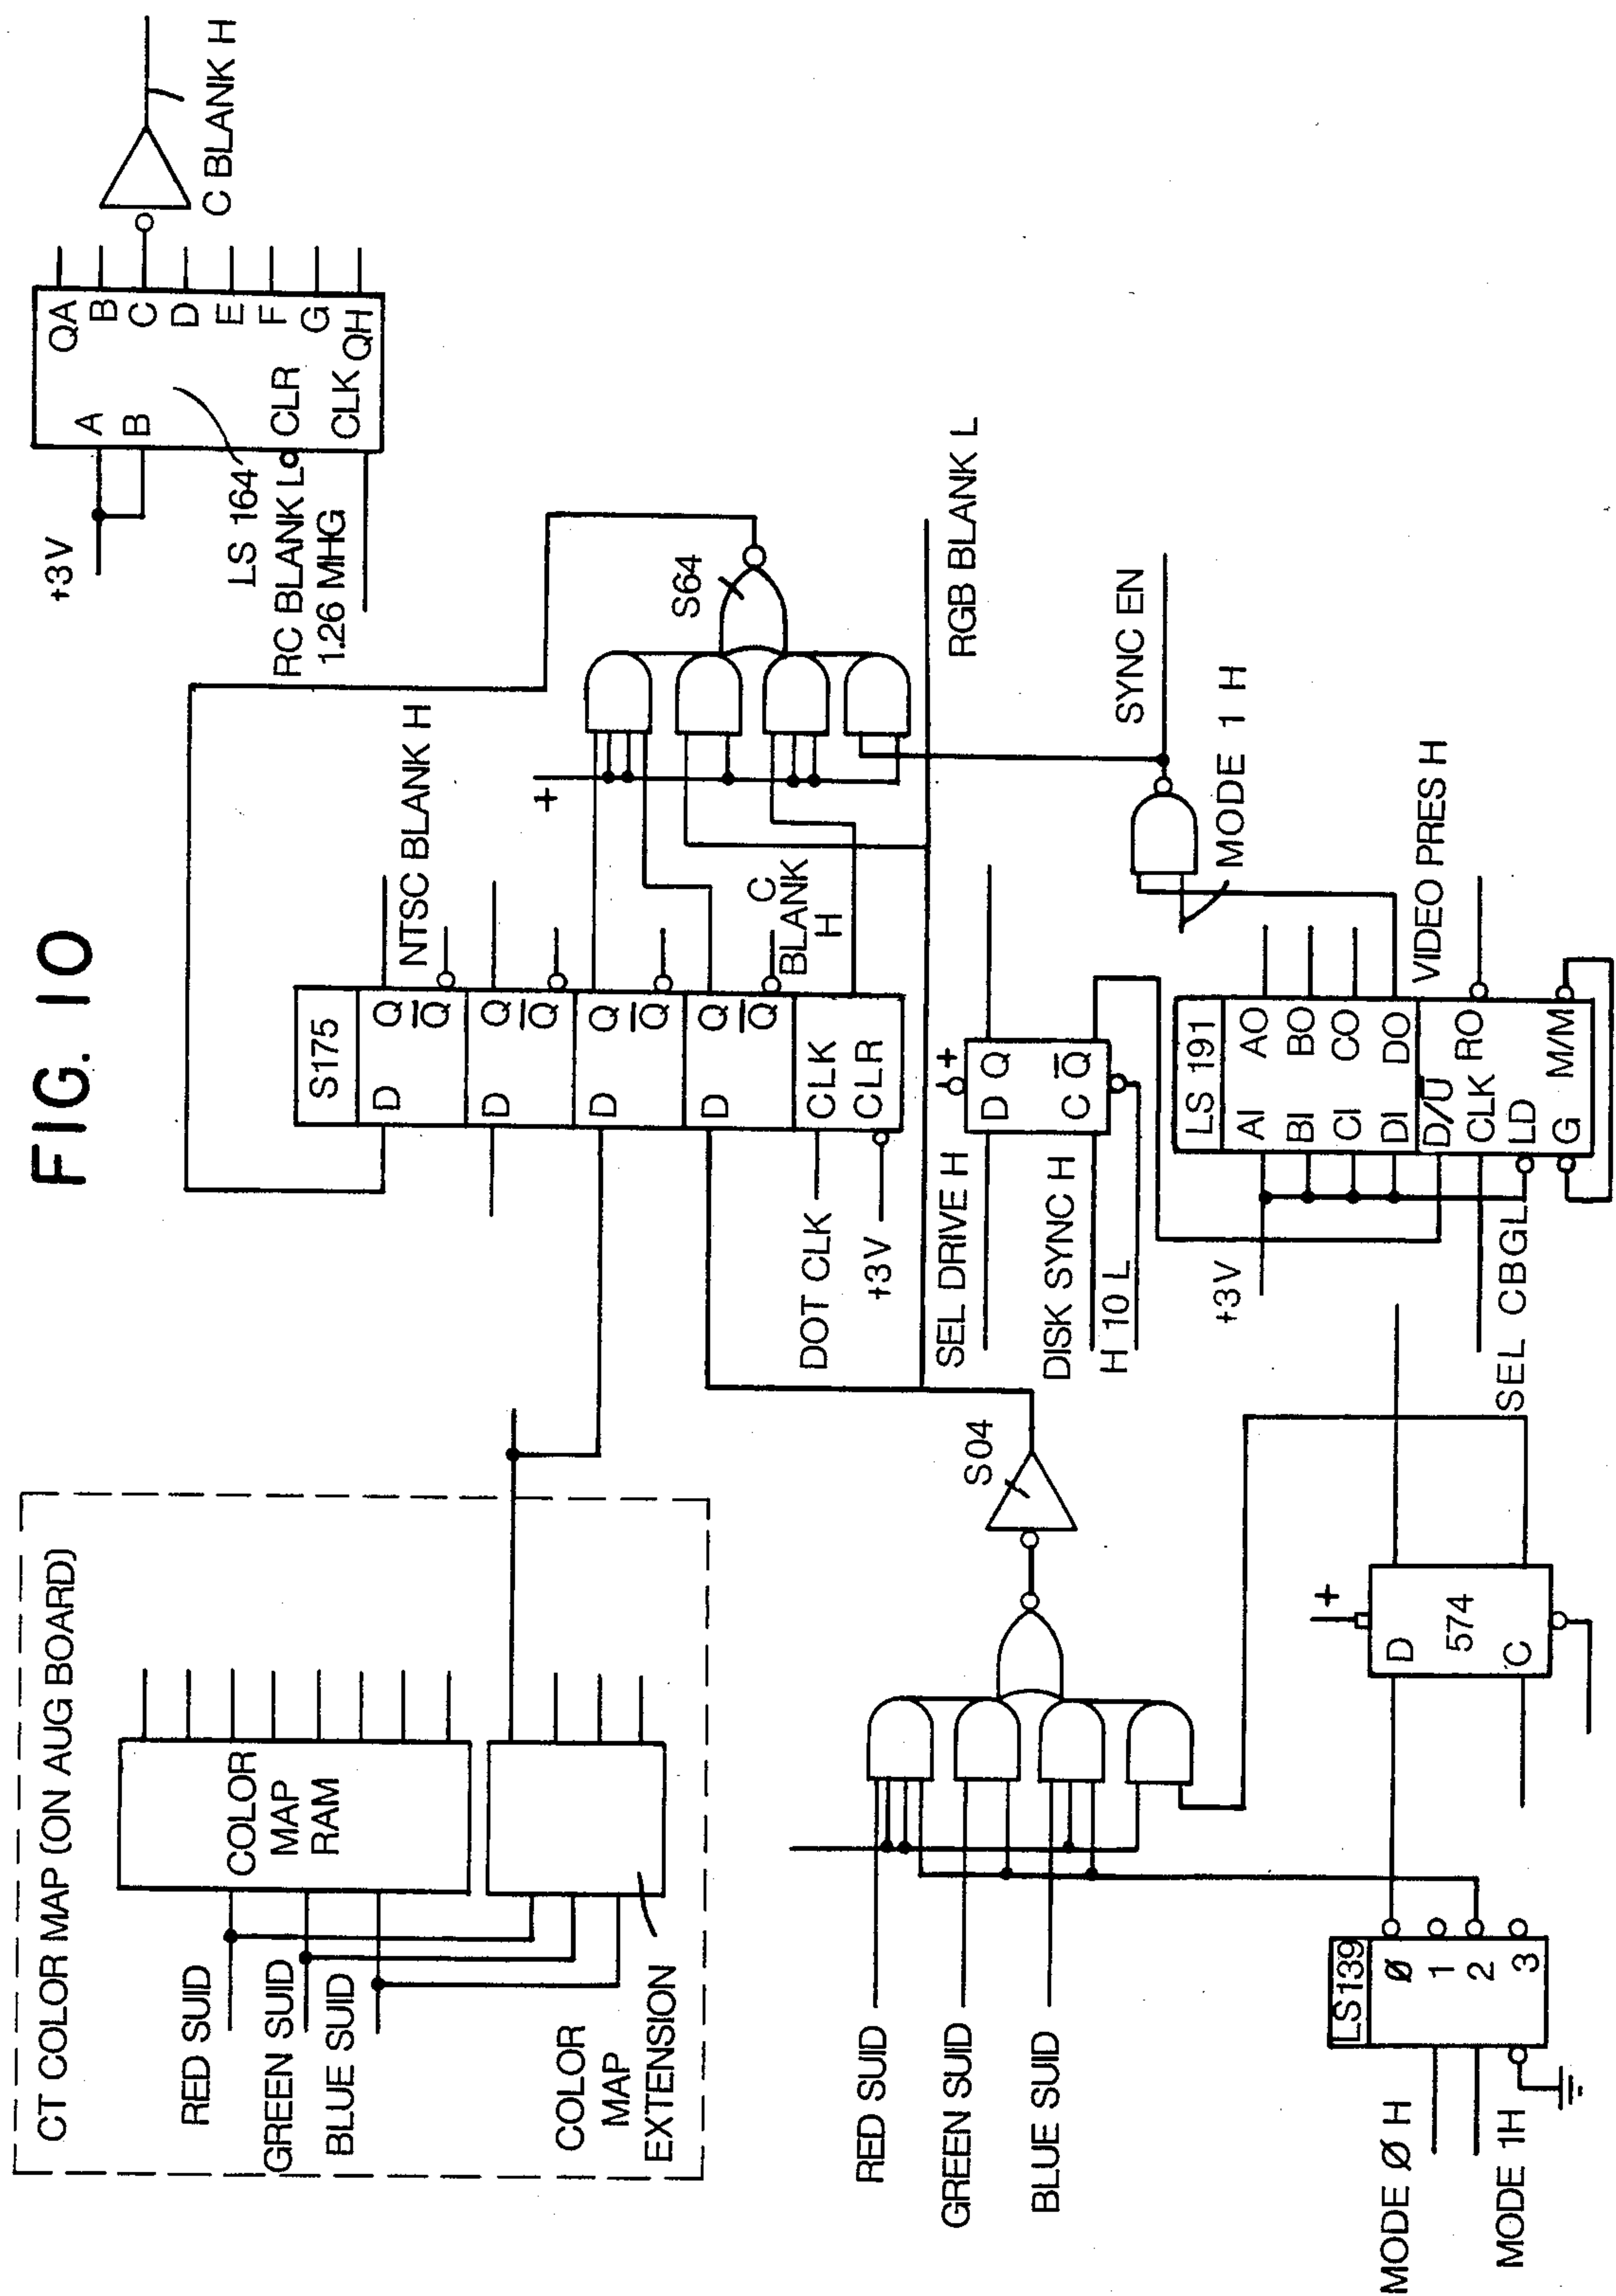 FIG. 10
CT COLOR MAP (ON AUG BOARD)
RED SUID
GREEN SUID
BLUE SUID
COLOR
MAP
RAM
COLOR
MAP
EXTENSION
S175
D
Q
Q
NTSC BLANK H
D
Q
Q
D
Q
Q
D
Q
Q
C
BLANK
H
CLK
CLR
DOT CLK
+3V
+
S64
RGB BLANK L
+3V
A
B
QA
B
C
D
E
F
G
QH
CLR
CLK
LS 164
RC BLANK L
1.26 MHG
C BLANK H
RED SUID
GREEN SUID
BLUE SUID
S04
SEL DRIVE H
DISK SYNC H
H 10 L
+
D Q
C Q
SYNC EN
MODE 1 H
VIDEO PRES H
LS 191
AI AO
BI BO
CI CO
DI DO
D/U
CLK RO
LD
G M/M
+3V
SEL CBGL
+
D
574
C
LS139
Ø
1
2
3
MODE Ø H
MODE 1H